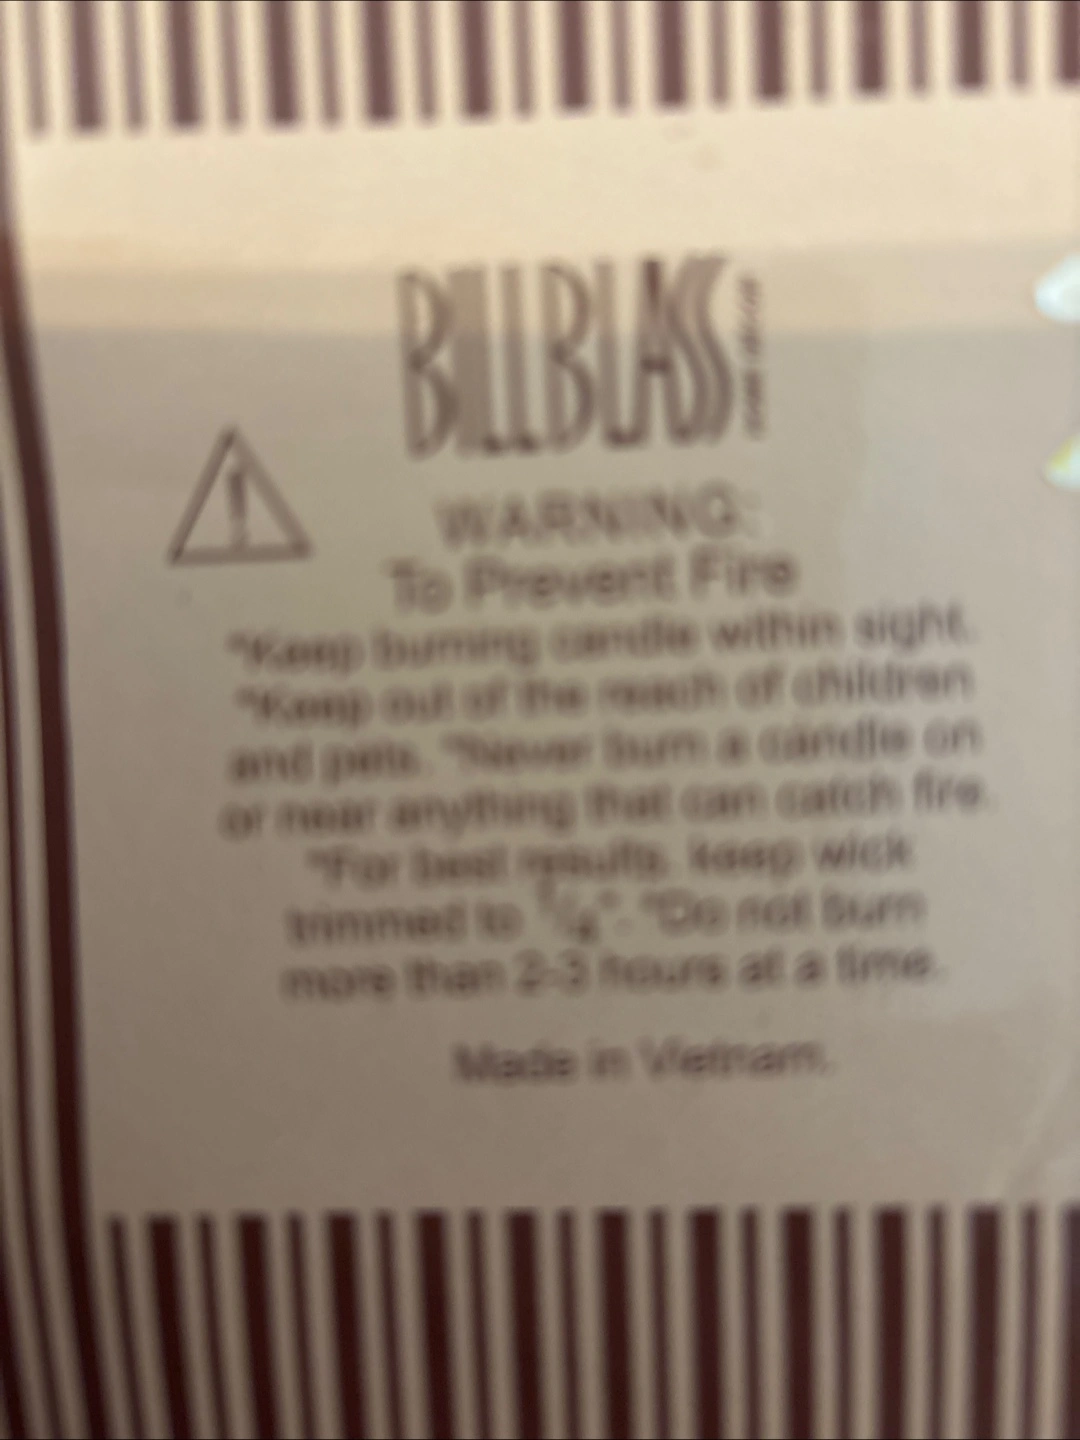 BILL BLASS
WARNING:
To Prevent Fire
*Keep burning candle within sight.
*Keep out of the reach of children
and pets. *Never burn a candle on
or near anything that can catch fire.
*For best results, keep wick
trimmed to 1/4". *Do not burn
more than 2-3 hours at a time.
Made in Vietnam.